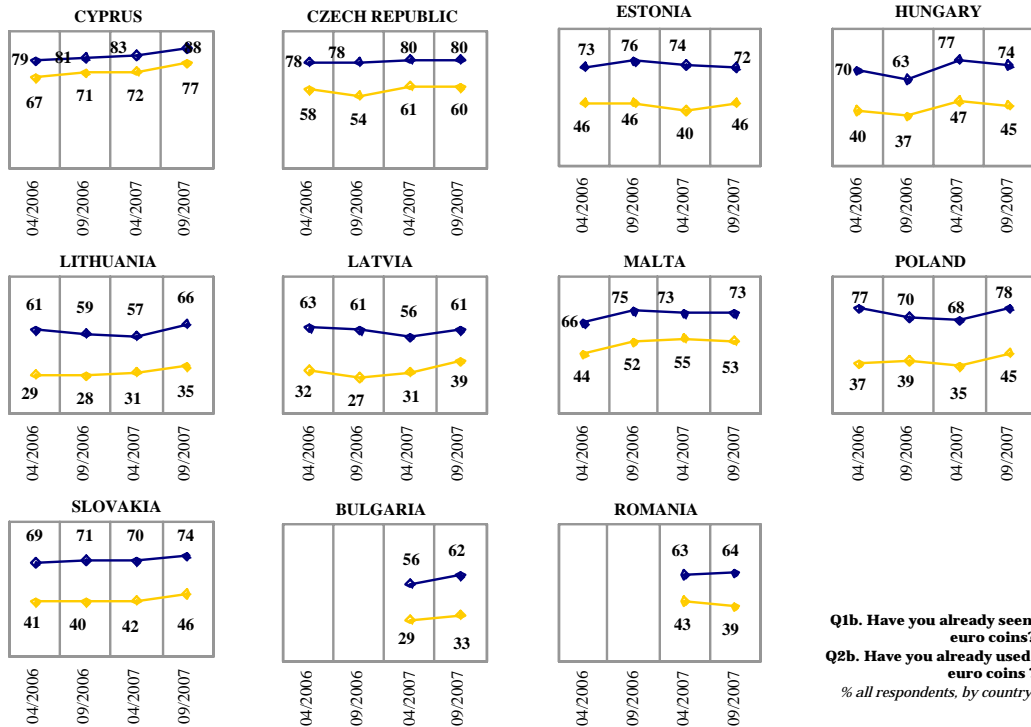 CYPRUS
79 81 83 88
67 71 72 77
04/2006 09/2006 04/2007 09/2007
CZECH REPUBLIC
78 78 80 80
58 54 61 60
04/2006 09/2006 04/2007 09/2007
ESTONIA
73 76 74 72
46 46 40 46
04/2006 09/2006 04/2007 09/2007
HUNGARY
70 63 77 74
40 37 47 45
04/2006 09/2006 04/2007 09/2007
LITHUANIA
61 59 57 66
29 28 31 35
04/2006 09/2006 04/2007 09/2007
LATVIA
63 61 56 61
32 27 31 39
04/2006 09/2006 04/2007 09/2007
MALTA
66 75 73 73
44 52 55 53
04/2006 09/2006 04/2007 09/2007
POLAND
77 70 68 78
37 39 35 45
04/2006 09/2006 04/2007 09/2007
SLOVAKIA
69 71 70 74
41 40 42 46
04/2006 09/2006 04/2007 09/2007
BULGARIA
56 62
29 33
04/2006 09/2006 04/2007 09/2007
ROMANIA
63 64
43 39
04/2006 09/2006 04/2007 09/2007
Q1b. Have you already seen
euro coins?
Q2b. Have you already used
euro coins ?
% all respondents, by country